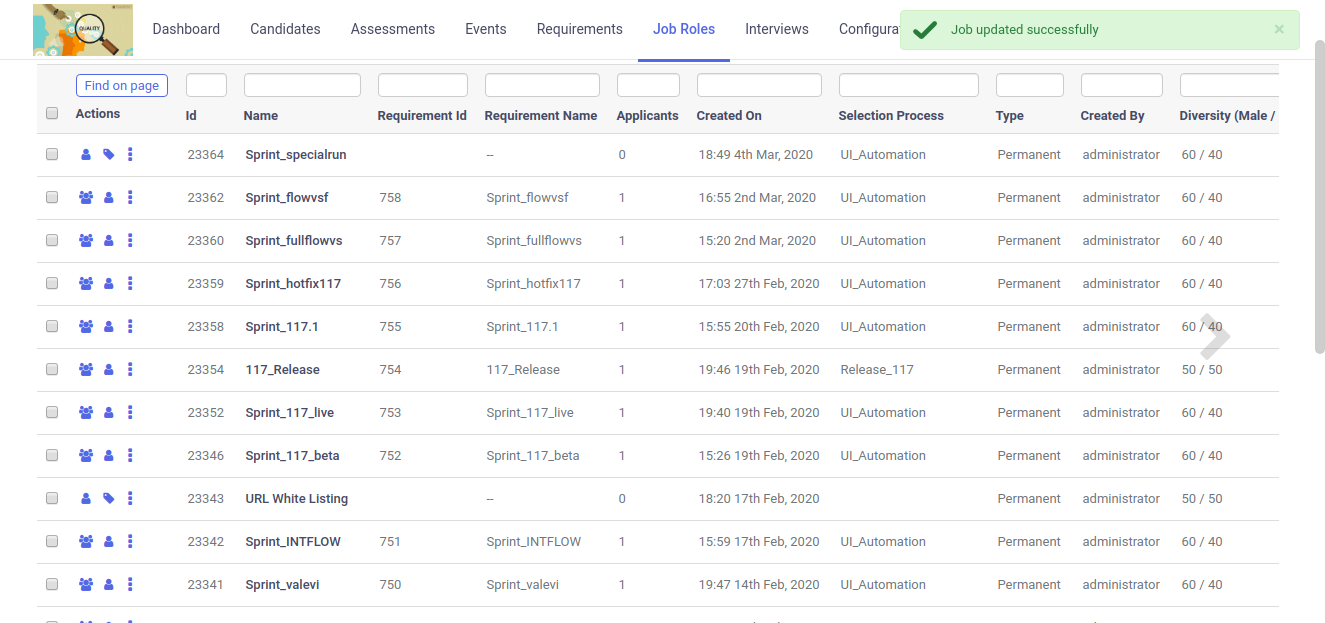 QUALITY Dashboard Candidates Assessments Events Requirements Job Roles Interviews Configura Job updated successfully ×
Find on page
Actions Id Name Requirement Id Requirement Name Applicants Created On Selection Process Type Created By Diversity (Male /
23364 Sprint_specialrun -- 0 18:49 4th Mar, 2020 UI_Automation Permanent administrator 60 / 40
23362 Sprint_flowvsf 758 Sprint_flowvsf 1 16:55 2nd Mar, 2020 UI_Automation Permanent administrator 60 / 40
23360 Sprint_fullflowvs 757 Sprint_fullflowvs 1 15:20 2nd Mar, 2020 UI_Automation Permanent administrator 60 / 40
23359 Sprint_hotfix117 756 Sprint_hotfix117 1 17:03 27th Feb, 2020 UI_Automation Permanent administrator 60 / 40
23358 Sprint_117.1 755 Sprint_117.1 1 15:55 20th Feb, 2020 UI_Automation Permanent administrator 60 / 40
23354 117_Release 754 117_Release 1 19:46 19th Feb, 2020 Release_117 Permanent administrator 50 / 50
23352 Sprint_117_live 753 Sprint_117_live 1 19:40 19th Feb, 2020 UI_Automation Permanent administrator 60 / 40
23346 Sprint_117_beta 752 Sprint_117_beta 1 15:26 19th Feb, 2020 UI_Automation Permanent administrator 60 / 40
23343 URL White Listing -- 0 18:20 17th Feb, 2020 Permanent administrator 50 / 50
23342 Sprint_INTFLOW 751 Sprint_INTFLOW 1 15:59 17th Feb, 2020 UI_Automation Permanent administrator 60 / 40
23341 Sprint_valevi 750 Sprint_valevi 1 19:47 14th Feb, 2020 UI_Automation Permanent administrator 60 / 40